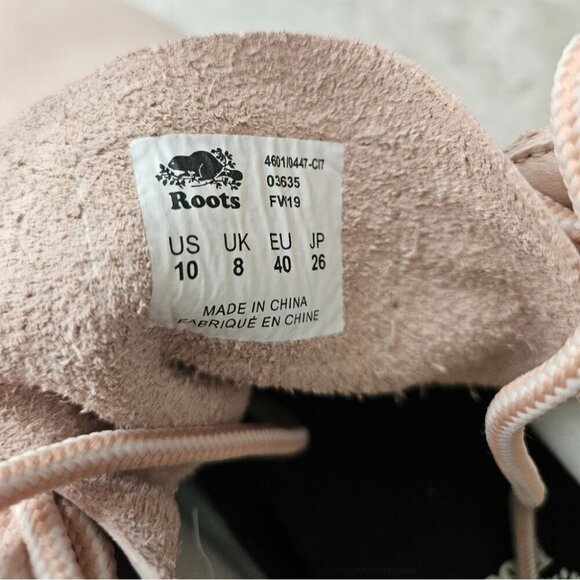 4601/0447-C17
03635
Roots
FW19
US UK EU JP
10 8 40 26
MADE IN CHINA
FABRIQUÉ EN CHINE